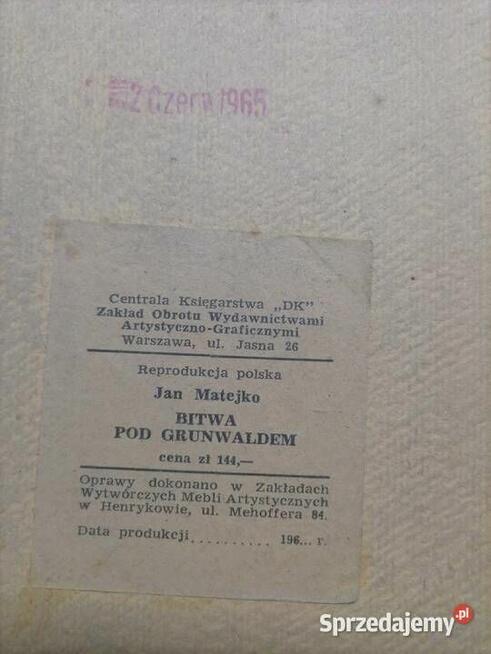 2 Czerw 1965
Centrala Księgarstwa „DK”
Zakład Obrotu Wydawnictwami
Artystyczno-Graficznymi
Warszawa, ul. Jasna 26
Reprodukcja polska
Jan Matejko
BITWA
POD GRUNWALDEM
cena zł 144,—
Oprawy dokonano w Zakładach
Wytwórczych Mebli Artystycznych
w Henrykowie, ul. Mehoffera 84.
Data produkcji.......... 196... r.
Sprzedajemy.pl